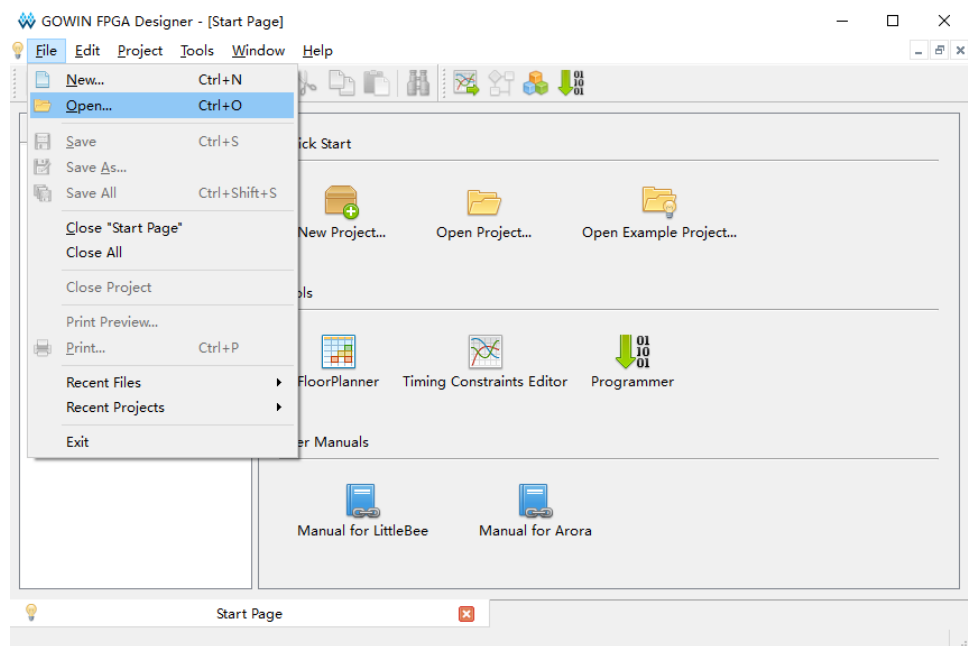 GOWIN FPGA Designer - [Start Page]
File Edit Project Tools Window Help
New... Ctrl+N
Open... Ctrl+O
Save Ctrl+S
Save As...
Save All Ctrl+Shift+S
Close "Start Page"
Close All
Close Project
Print Preview...
Print... Ctrl+P
Recent Files
Recent Projects
Exit
ick Start
New Project... Open Project... Open Example Project...
ols
FloorPlanner Timing Constraints Editor Programmer
er Manuals
Manual for LittleBee Manual for Arora
Start Page